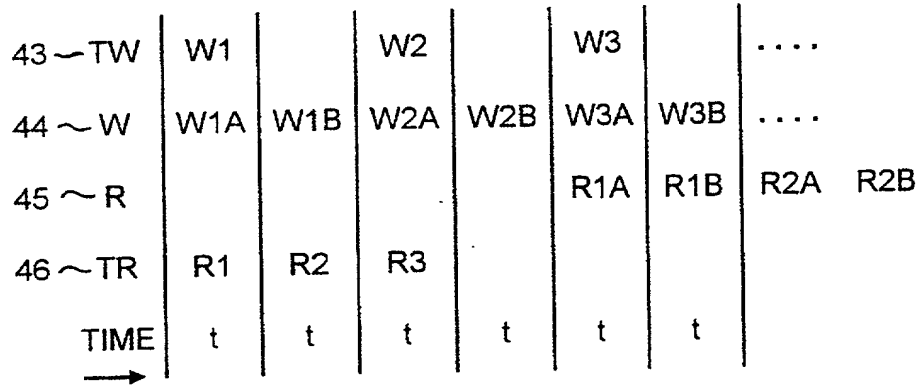 43~TW W1 W2 W3 ....
44~W W1A W1B W2A W2B W3A W3B ....
45~R R1A R1B R2A R2B
46~TR R1 R2 R3
TIME t t t t t t